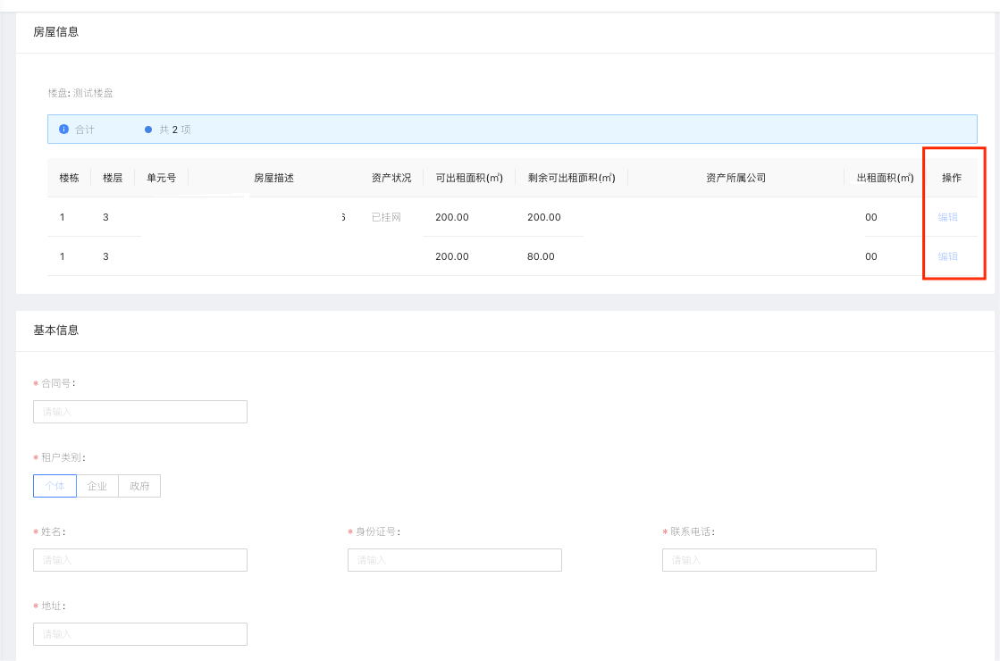 房屋信息
楼盘: 测试楼盘
合计 共 2 项
楼栋 楼层 单元号 房屋描述 资产状况 可出租面积(㎡) 剩余可出租面积(㎡) 资产所属公司 出租面积(㎡) 操作
1 3 已挂网 200.00 200.00 00 编辑
1 3 200.00 80.00 00 编辑
基本信息
* 合同号:
请输入
* 租户类别:
个体 企业 政府
* 姓名: * 身份证号: * 联系电话:
请输入 请输入 请输入
* 地址:
请输入